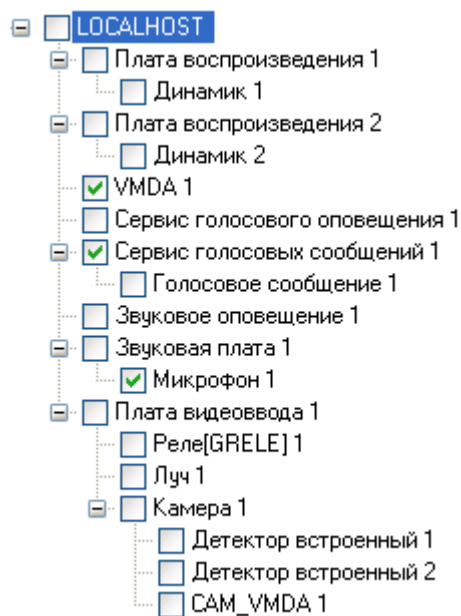 LOCALHOST
Плата воспроизведения 1
Динамик 1
Плата воспроизведения 2
Динамик 2
VMDA 1
Сервис голосового оповещения 1
Сервис голосовых сообщений 1
Голосовое сообщение 1
Звуковое оповещение 1
Звуковая плата 1
Микрофон 1
Плата видеоввода 1
Реле[GRELE] 1
Луч 1
Камера 1
Детектор встроенный 1
Детектор встроенный 2
CAM_VMDA 1